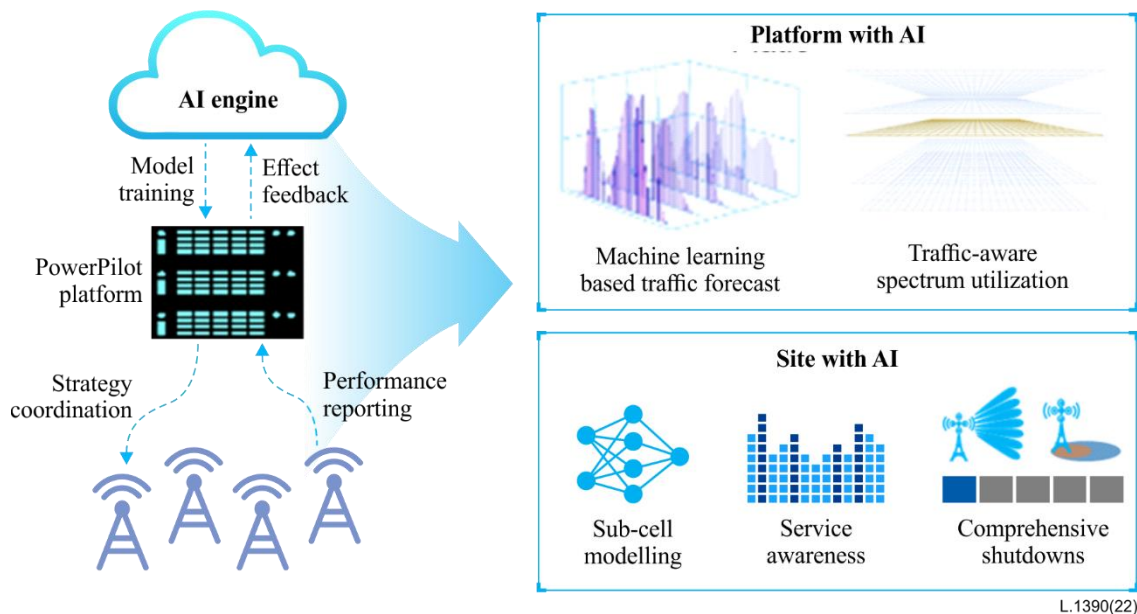 AI engine
Model
training
Effect
feedback
PowerPilot
platform
Strategy
coordination
Performance
reporting
Platform with AI
Machine learning
based traffic forecast
Traffic-aware
spectrum utilization
Site with AI
Sub-cell
modelling
Service
awareness
Comprehensive
shutdowns
L.1390(22)